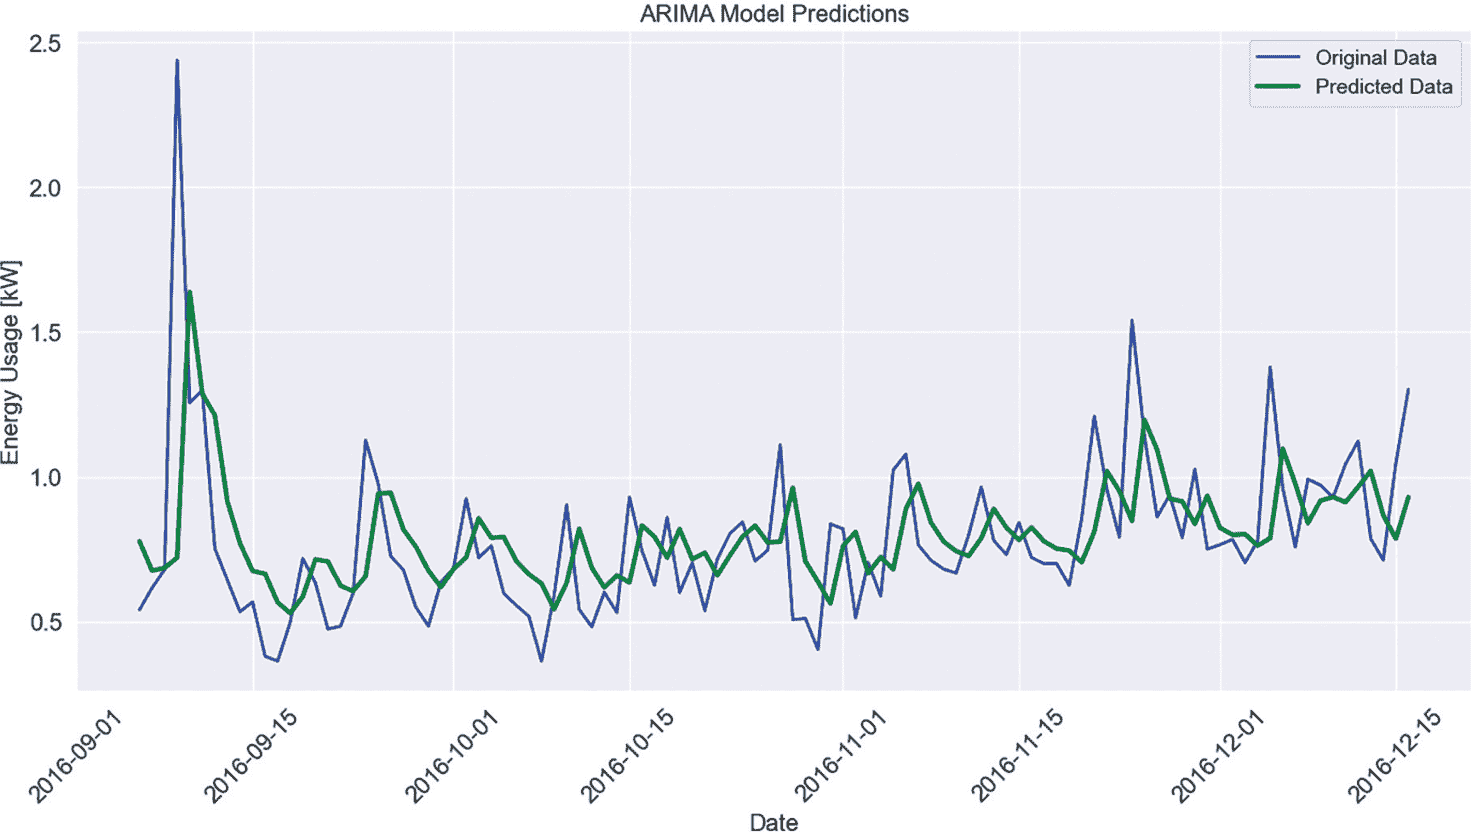 ARIMA Model Predictions
Original Data
Predicted Data
Energy Usage [kW]
2.5
2.0
1.5
1.0
0.5
2016-09-01
2016-09-15
2016-10-01
2016-10-15
2016-11-01
2016-11-15
2016-12-01
2016-12-15
Date